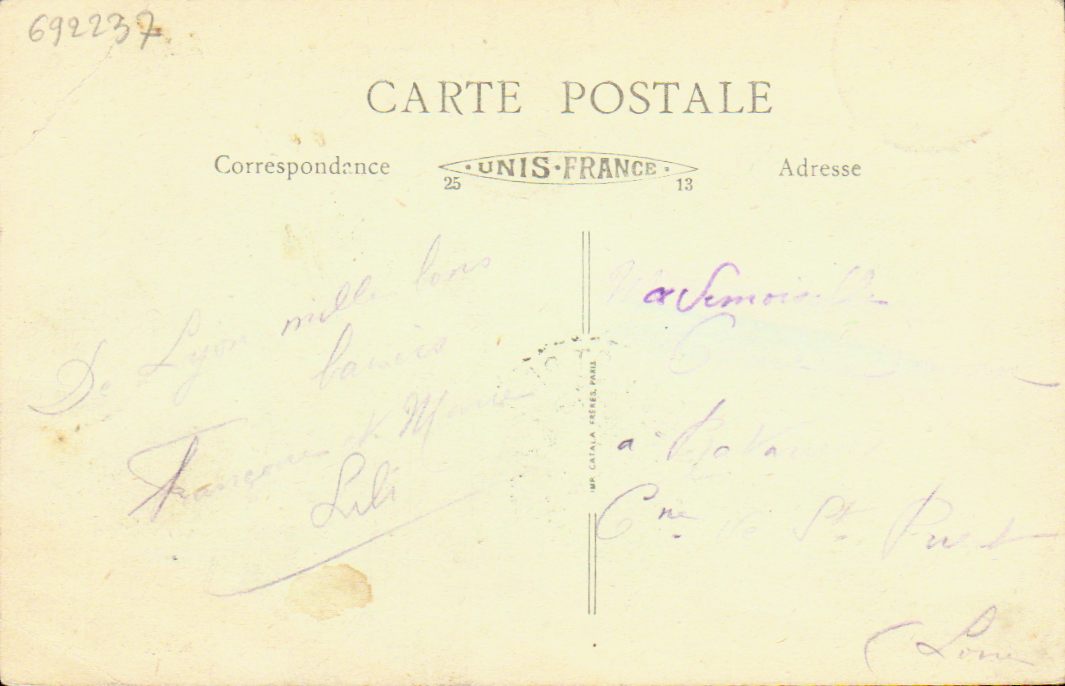 692237
CARTE POSTALE
Correspondance
·UNIS·FRANCE·
25 13
Adresse
De Lyon mille bons
baisers
Françoise et Marie
Lili
Mademoiselle
a
Cne de St Priest
(Loire
IMP. CATALA FRÈRES, PARIS